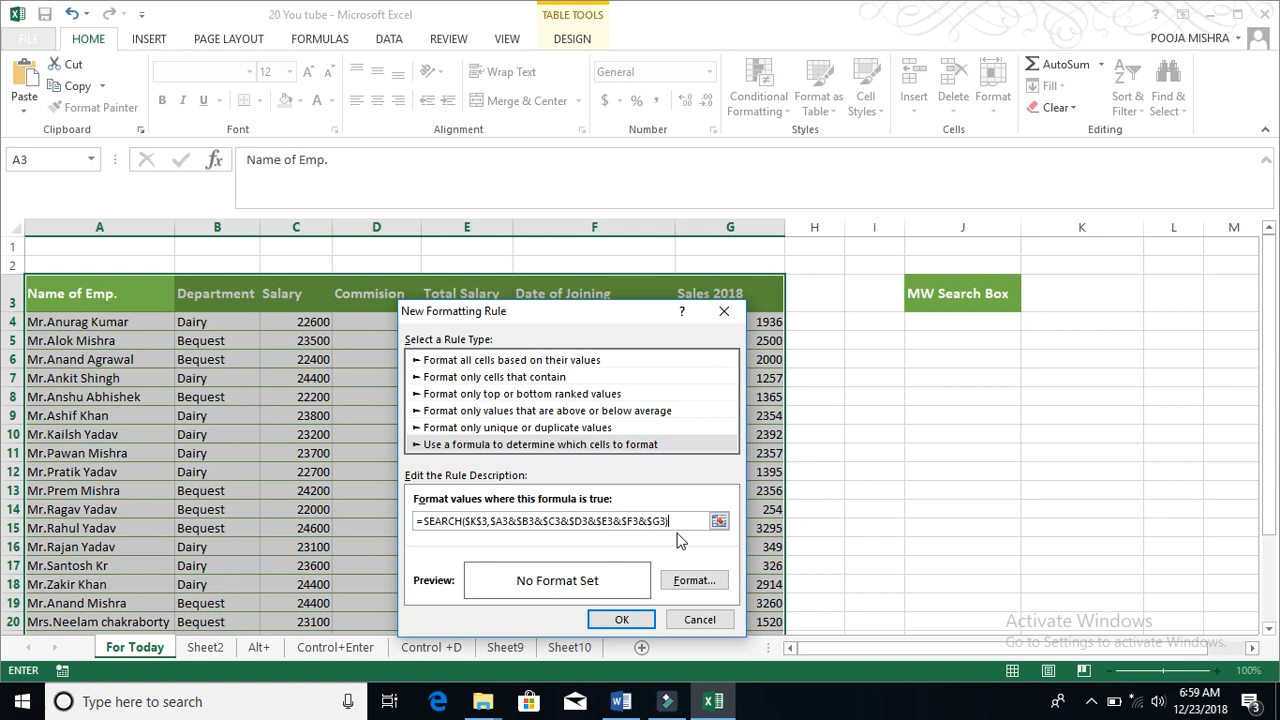 20 You tube - Microsoft Excel
TABLE TOOLS
FILE HOME INSERT PAGE LAYOUT FORMULAS DATA REVIEW VIEW DESIGN
POOJA MISHRA
Cut
Copy
Format Painter
Paste
12
Wrap Text
Merge & Center
General
Conditional Formatting
Format as Table
Cell Styles
Insert
Delete
Format
AutoSum
Fill
Clear
Sort & Filter
Find & Select
Clipboard Font Alignment Number Styles Cells Editing
A3
Name of Emp.
A B C D E F G H I J K L M
1
2
3 Name of Emp. Department Salary Commision Total Salary Date of Joining Sales 2018 MW Search Box
4 Mr.Anurag Kumar Dairy 22600 1936
5 Mr.Alok Mishra Bequest 23500 2500
6 Mr.Anand Agrawal Bequest 22400 2000
7 Mr.Ankit Shingh Dairy 24400 1257
8 Mr.Anshu Abhishek Bequest 22200 1365
9 Mr.Ashif Khan Dairy 23800 2354
10 Mr.Kailsh Yadav Dairy 23200 2392
11 Mr.Pawan Mishra Dairy 23700 2357
12 Mr.Pratik Yadav Dairy 22700 1395
13 Mr.Prem Mishra Bequest 24200 2356
14 Mr.Ragav Yadav Bequest 22000 254
15 Mr.Rahul Yadav Bequest 24600 3295
16 Mr.Rajan Yadav Dairy 23100 349
17 Mr.Santosh Kr Dairy 23600 326
18 Mr.Zakir Khan Dairy 24400 2914
19 Mr.Anand Mishra Dairy 24400 3260
20 Mrs.Neelam chakraborty Bequest 23100 1520
New Formatting Rule
Select a Rule Type:
► Format all cells based on their values
► Format only cells that contain
► Format only top or bottom ranked values
► Format only values that are above or below average
► Format only unique or duplicate values
► Use a formula to determine which cells to format
Edit the Rule Description:
Format values where this formula is true:
=SEARCH($K$3,$A3&$B3&$C3&$D3&$E3&$F3&$G3)
Preview: No Format Set Format...
OK Cancel
Activate Windows
Go to Settings to activate Windows.
For Today Sheet2 Alt+ Control+E Control+D Sheet9 Sheet10
ENTER 100%
Type here to search
6:59 AM
12/23/2018
3